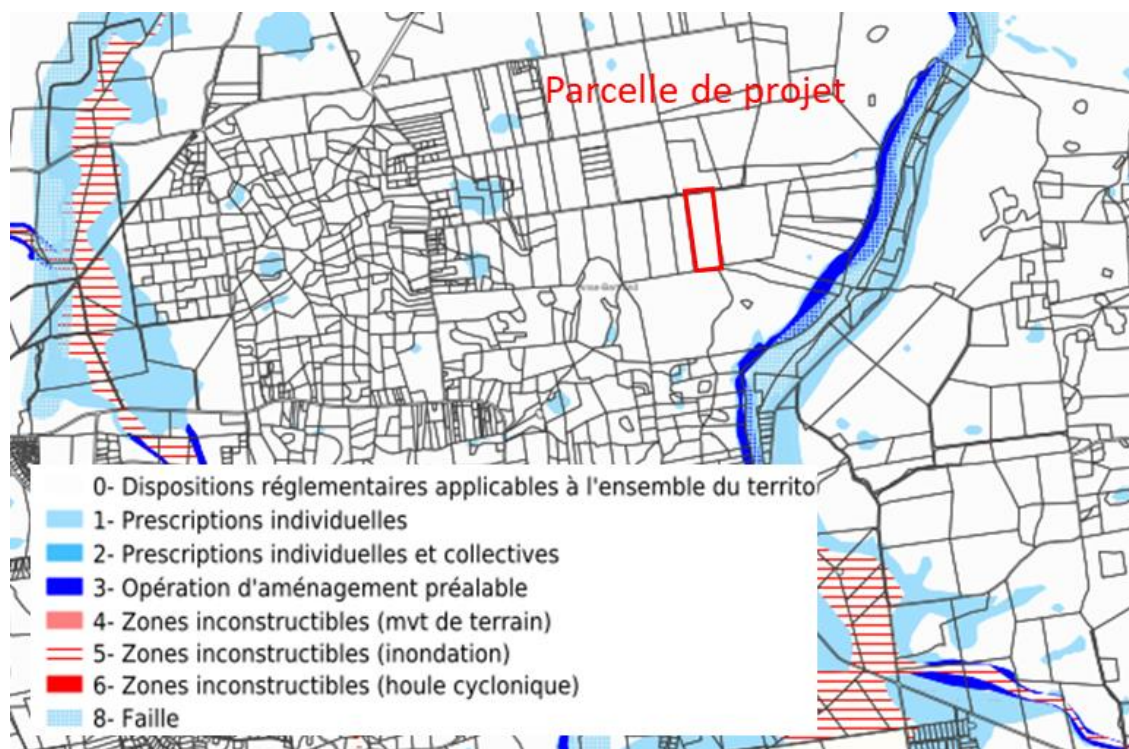 Parcelle de projet
0- Dispositions réglementaires applicables à l'ensemble du territo
1- Prescriptions individuelles
2- Prescriptions individuelles et collectives
3- Opération d'aménagement préalable
4- Zones inconstructibles (mvt de terrain)
5- Zones inconstructibles (inondation)
6- Zones inconstructibles (houle cyclonique)
8- Faille